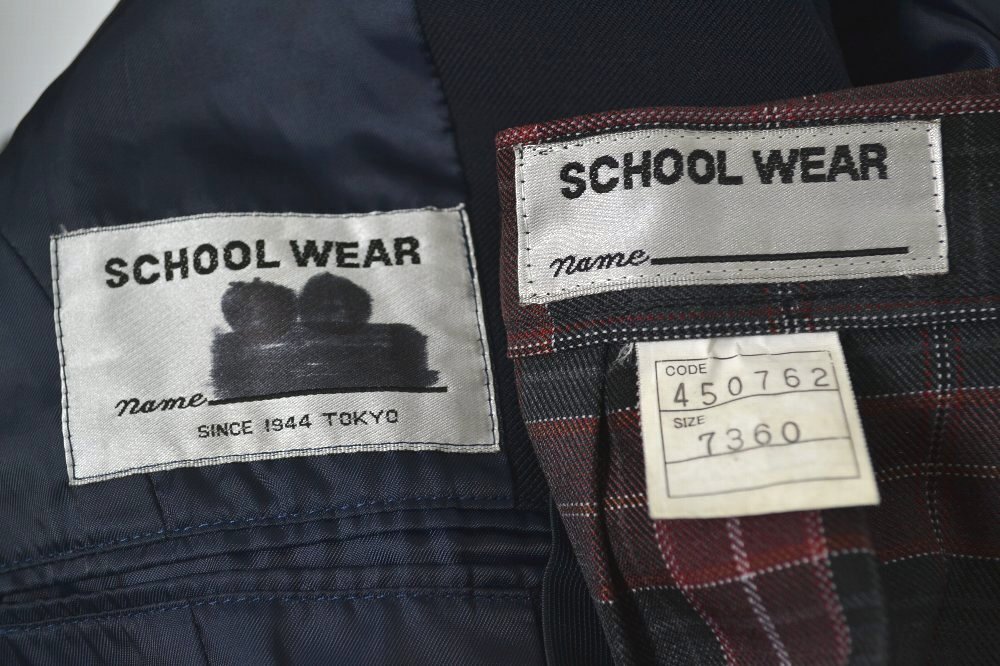 SCHOOL WEAR
name
SINCE 1944 TOKYO
SCHOOL WEAR
name
CODE
450762
SIZE
7360